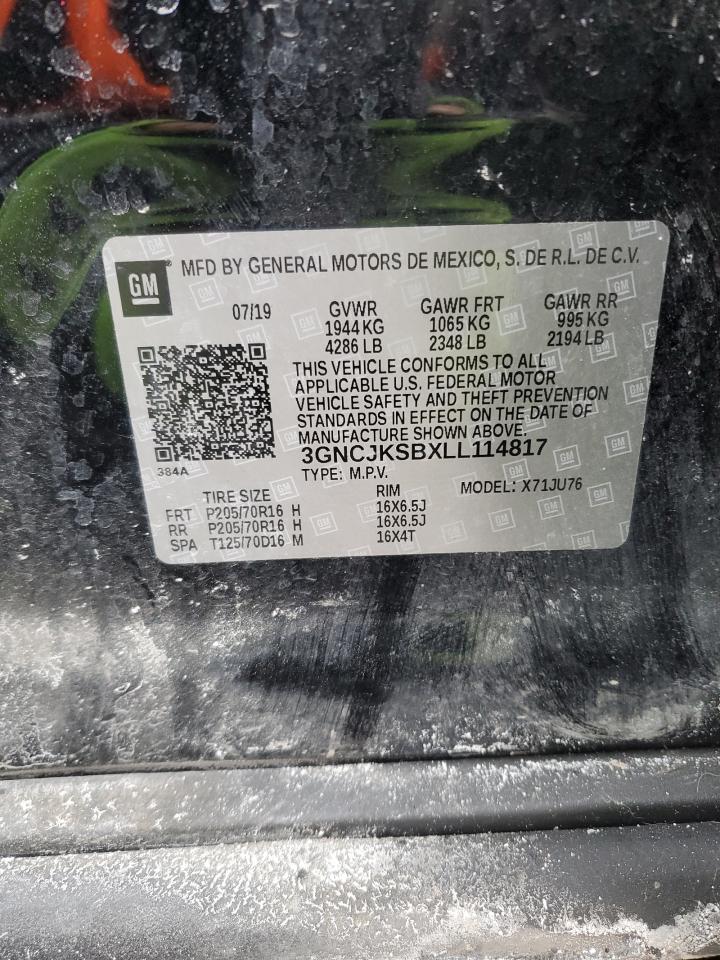 GM MFD BY GENERAL MOTORS DE MEXICO, S. DE R.L. DE C.V.
07/19 GVWR GAWR FRT GAWR RR
1944 KG 1065 KG 995 KG
4286 LB 2348 LB 2194 LB
THIS VEHICLE CONFORMS TO ALL
APPLICABLE U.S. FEDERAL MOTOR
VEHICLE SAFETY AND THEFT PREVENTION
STANDARDS IN EFFECT ON THE DATE OF
MANUFACTURE SHOWN ABOVE.
3GNCJKSBXLL114817
384A
TYPE: M.P.V. MODEL: X71JU76
TIRE SIZE RIM
FRT P205/70R16 H 16X6.5J
RR P205/70R16 H 16X6.5J
SPA T125/70D16 M 16X4T